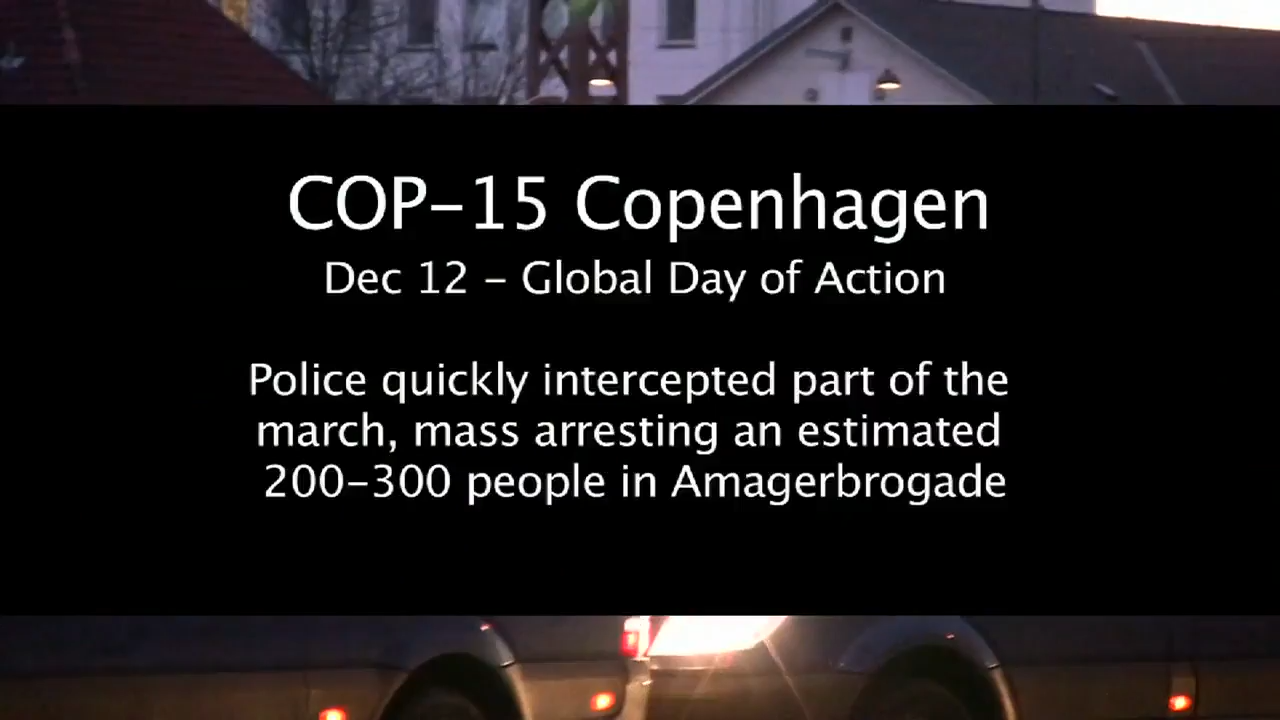 COP-15 Copenhagen
Dec 12 - Global Day of Action
Police quickly intercepted part of the
march, mass arresting an estimated
200-300 people in Amagerbrogade